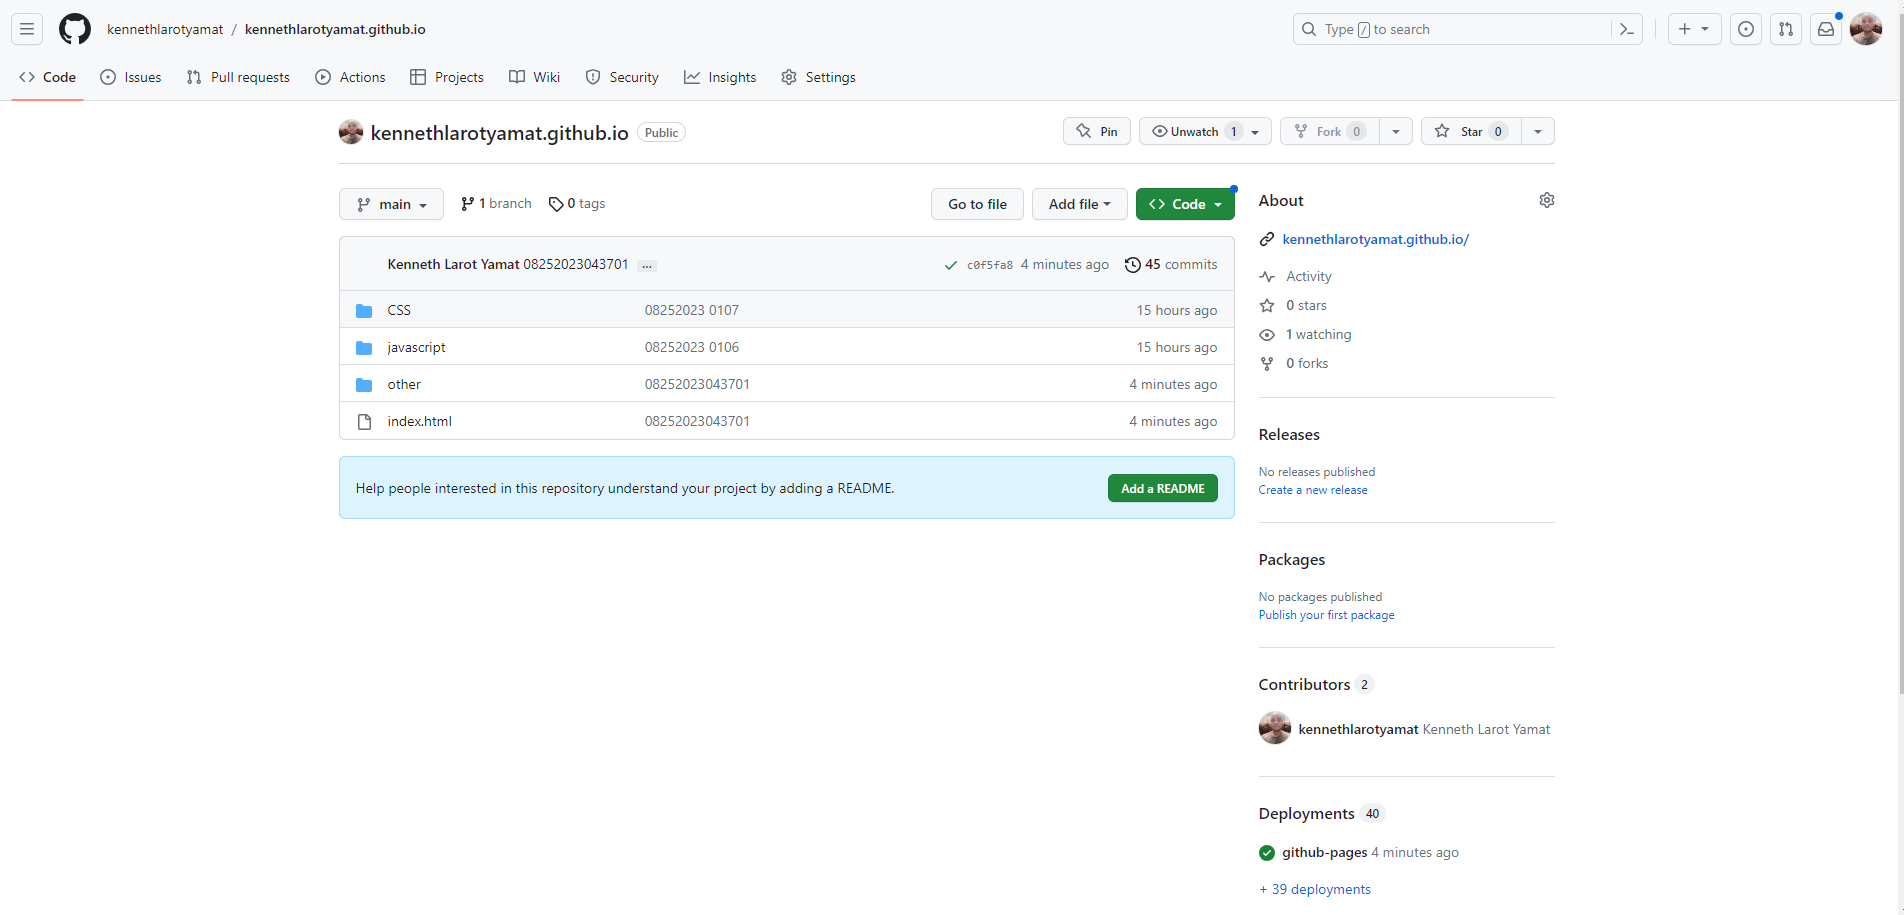 kennethlarotyamat / kennethlarotyamat.github.io
Type / to search
Code Issues Pull requests Actions Projects Wiki Security Insights Settings
kennethlarotyamat.github.io Public
Pin Unwatch 1 Fork 0 Star 0
main 1 branch 0 tags Go to file Add file Code
Kenneth Larot Yamat 08252023043701 ... c0f5fa8 4 minutes ago 45 commits
CSS 08252023 0107 15 hours ago
javascript 08252023 0106 15 hours ago
other 08252023043701 4 minutes ago
index.html 08252023043701 4 minutes ago
Help people interested in this repository understand your project by adding a README. Add a README
About
kennethlarotyamat.github.io/
Activity
0 stars
1 watching
0 forks
Releases
No releases published
Create a new release
Packages
No packages published
Publish your first package
Contributors 2
kennethlarotyamat Kenneth Larot Yamat
Deployments 40
github-pages 4 minutes ago
+ 39 deployments